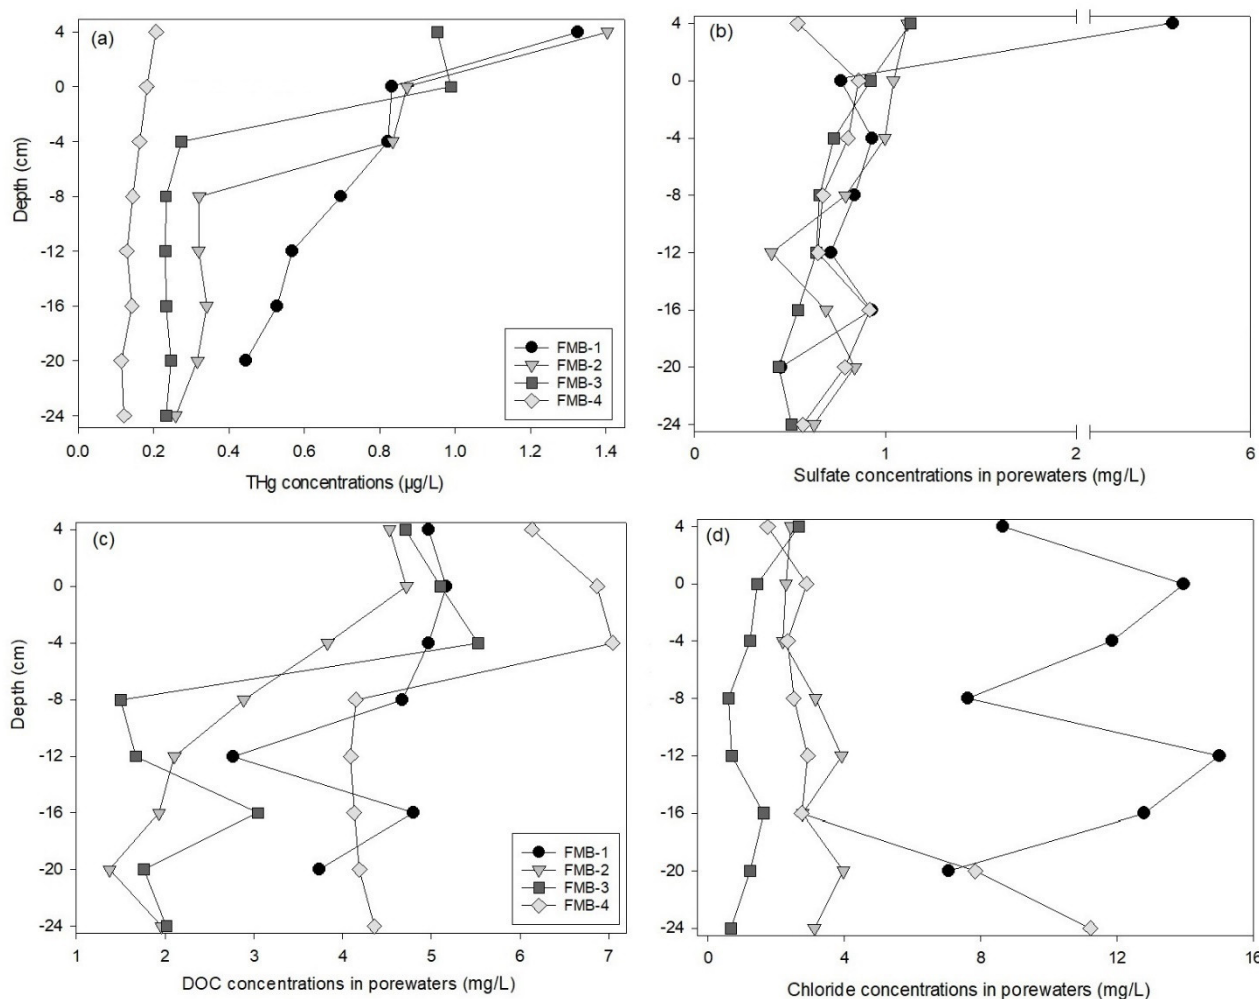 (a)
4
0
-4
-8
-12
-16
-20
-24
Depth (cm)
0.0 0.2 0.4 0.6 0.8 1.0 1.2 1.4
THg concentrations (µg/L)
FMB-1
FMB-2
FMB-3
FMB-4
(b)
4
0
-4
-8
-12
-16
-20
-24
0 1 2 6
Sulfate concentrations in porewaters (mg/L)
(c)
4
0
-4
-8
-12
-16
-20
-24
Depth (cm)
1 2 3 4 5 6 7
DOC concentrations in porewaters (mg/L)
FMB-1
FMB-2
FMB-3
FMB-4
(d)
4
0
-4
-8
-12
-16
-20
-24
0 4 8 12 16
Chloride concentrations in porewaters (mg/L)